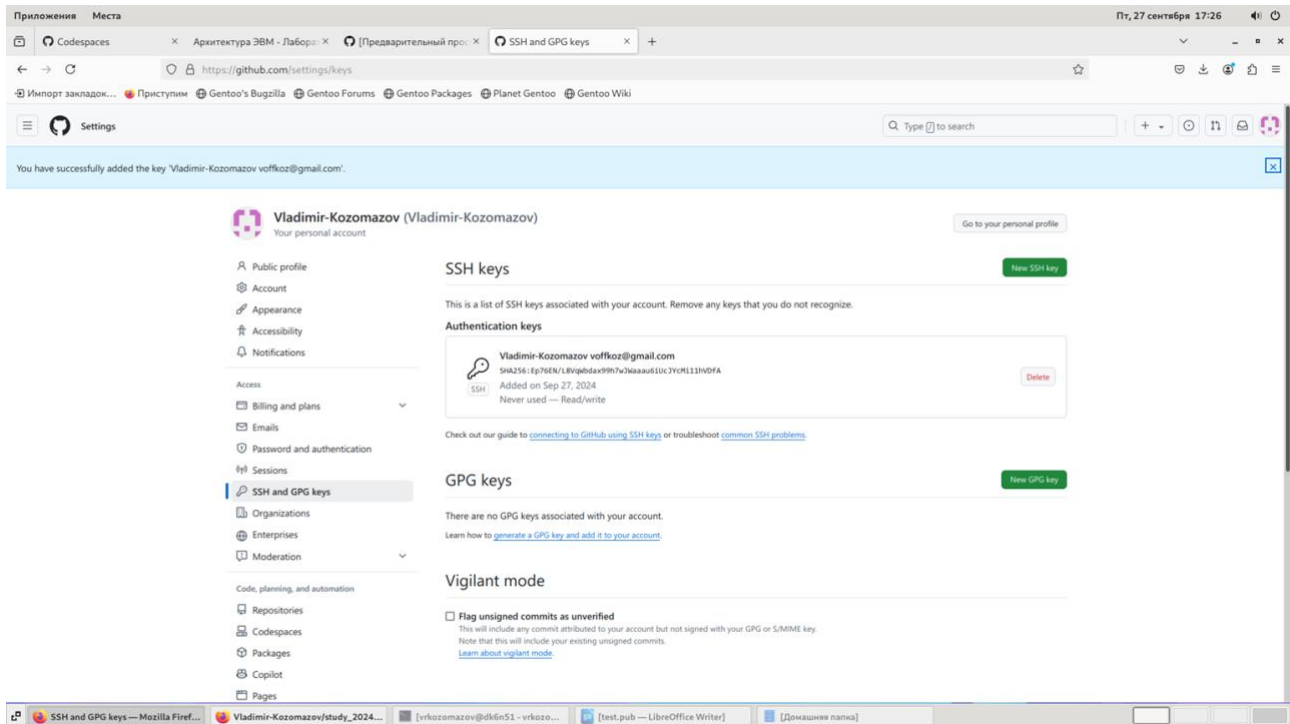 Приложения Места Пт, 27 сентября 17:26
Codespaces × Архитектура ЭВМ - Лабора × [Предварительный прос × SSH and GPG keys × +
https://github.com/settings/keys
Импорт закладок... Приступим Gentoo's Bugzilla Gentoo Forums Gentoo Packages Planet Gentoo Gentoo Wiki
Settings Type / to search
You have successfully added the key 'Vladimir-Kozomazov voffkoz@gmail.com'.
Vladimir-Kozomazov (Vladimir-Kozomazov)
Your personal account
Go to your personal profile
Public profile
Account
Appearance
Accessibility
Notifications
Access
Billing and plans
Emails
Password and authentication
Sessions
SSH and GPG keys
Organizations
Enterprises
Moderation
Code, planning, and automation
Repositories
Codespaces
Packages
Copilot
Pages
SSH keys
New SSH key
This is a list of SSH keys associated with your account. Remove any keys that you do not recognize.
Authentication keys
Vladimir-Kozomazov voffkoz@gmail.com
SSH
Added on Sep 27, 2024
Never used — Read/write
Delete
Check out our guide to connecting to GitHub using SSH keys or troubleshoot common SSH problems.
GPG keys
New GPG key
There are no GPG keys associated with your account.
Learn how to generate a GPG key and add it to your account.
Vigilant mode
Flag unsigned commits as unverified
This will include any commit attributed to your account but not signed with your GPG or S/MIME key.
Note that this will include your existing unsigned commits.
Learn about vigilant mode.
SSH and GPG keys — Mozilla Firef... Vladimir-Kozomazov/study_2024... [vrkozomazov@dk6n51 - vrkozo... [test.pub — LibreOffice Writer] [Домашняя папка]